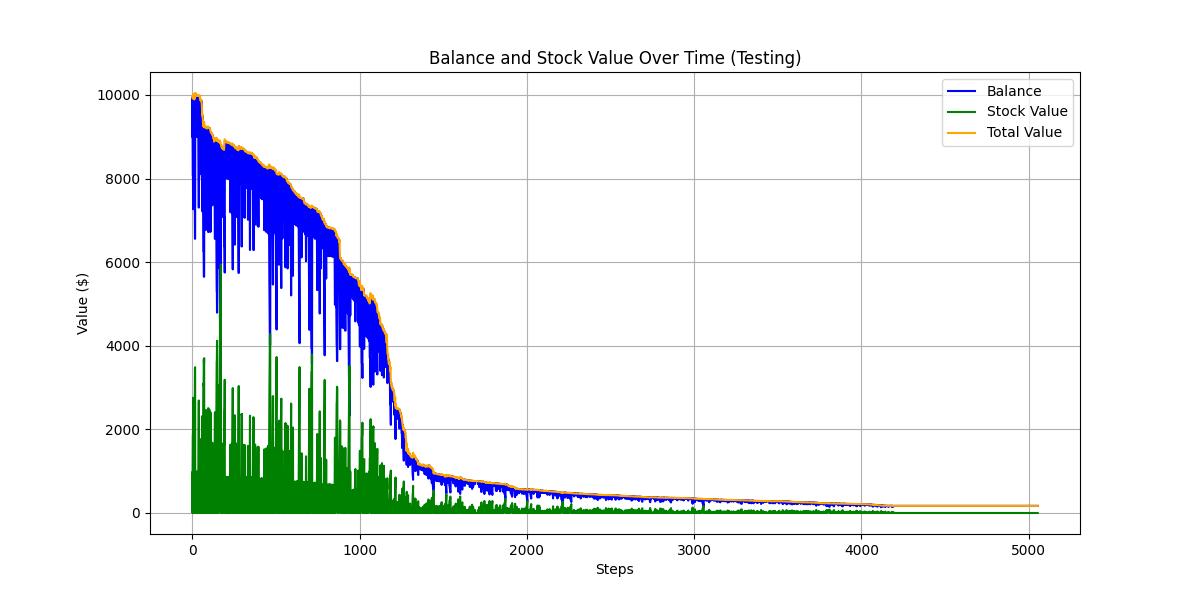 Balance and Stock Value Over Time (Testing)
Balance
Stock Value
Total Value
Value ($)
10000
8000
6000
4000
2000
0
0 1000 2000 3000 4000 5000
Steps